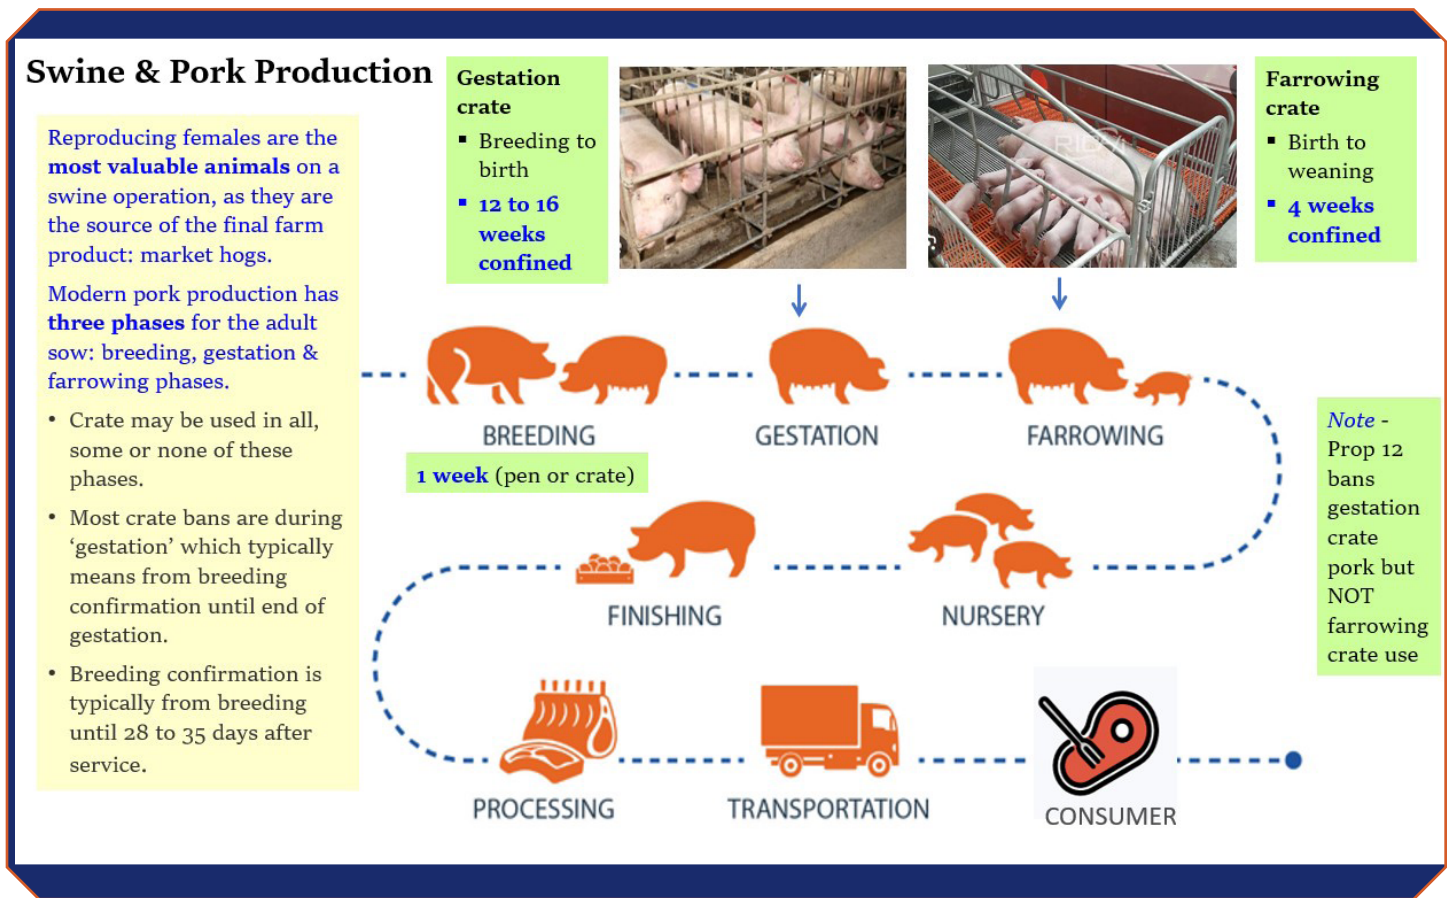 Swine & Pork Production
Reproducing females are the
most valuable animals on a
swine operation, as they are
the source of the final farm
product: market hogs.
Modern pork production has
three phases for the adult
sow: breeding, gestation &
farrowing phases.
• Crate may be used in all,
some or none of these
phases.
• Most crate bans are during
‘gestation’ which typically
means from breeding
confirmation until end of
gestation.
• Breeding confirmation is
typically from breeding
until 28 to 35 days after
service.
Gestation
crate
▪ Breeding to
birth
▪ 12 to 16
weeks
confined
Farrowing
crate
▪ Birth to
weaning
▪ 4 weeks
confined
BREEDING
GESTATION
FARROWING
1 week (pen or crate)
Note -
Prop 12
bans
gestation
crate
pork but
NOT
farrowing
crate use
FINISHING
NURSERY
PROCESSING
TRANSPORTATION
CONSUMER